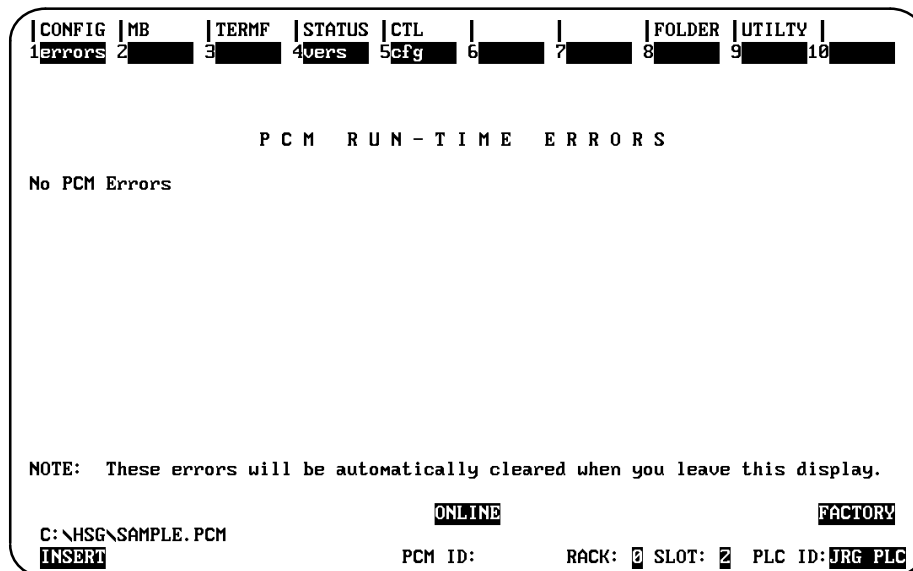 |CONFIG |MB |TERMF |STATUS |CTL | | |FOLDER |UTILTY |
1errors 2 3 4vers 5cfg 6 7 8 9 10
P C M R U N - T I M E E R R O R S
No PCM Errors
NOTE: These errors will be automatically cleared when you leave this display.
ONLINE FACTORY
C:\HSG\SAMPLE.PCM
INSERT PCM ID: RACK: 0 SLOT: 2 PLC ID: JRG PLC